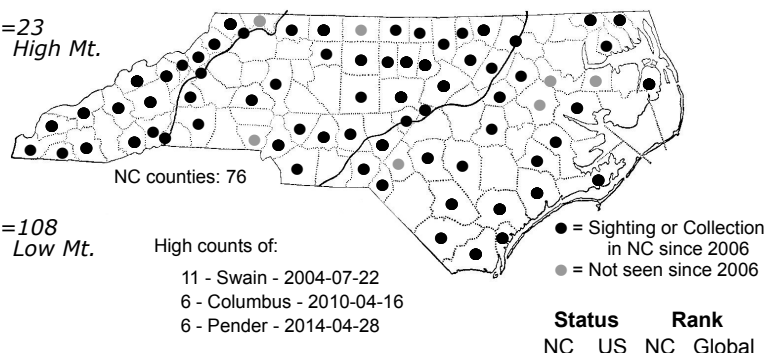 =23
High Mt.
NC counties: 76
=108
Low Mt.
High counts of:
11 - Swain - 2004-07-22
6 - Columbus - 2010-04-16
6 - Pender - 2014-04-28
● = Sighting or Collection
in NC since 2006
● = Not seen since 2006
Status Rank
NC US NC Global